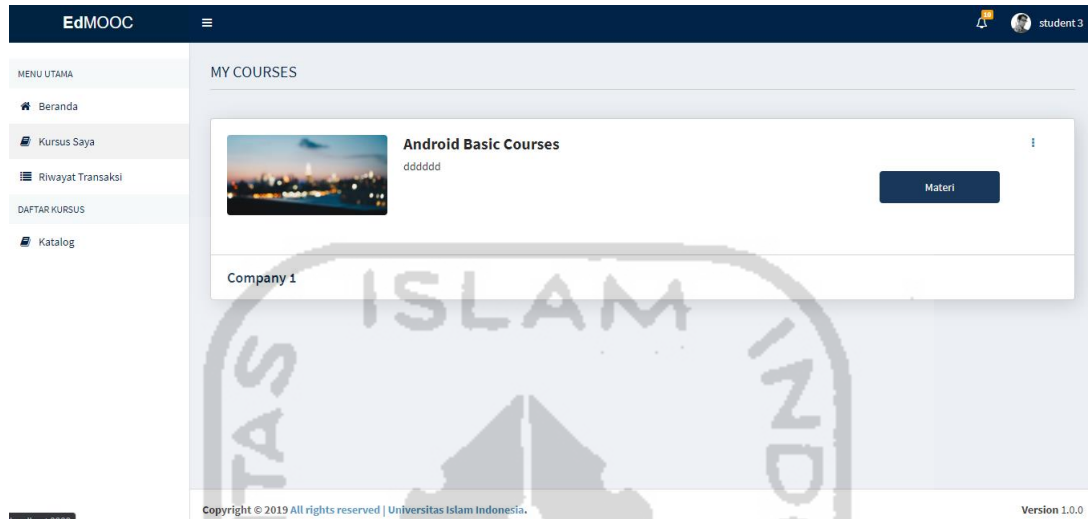 EdMOOC
18
student 3
MENU UTAMA
Beranda
Kursus Saya
Riwayat Transaksi
DAFTAR KURSUS
Katalog
MY COURSES
Android Basic Courses
dddddd
Materi
Company 1
ISLAM
Copyright © 2019 All rights reserved | Universitas Islam Indonesia.
Version 1.0.0